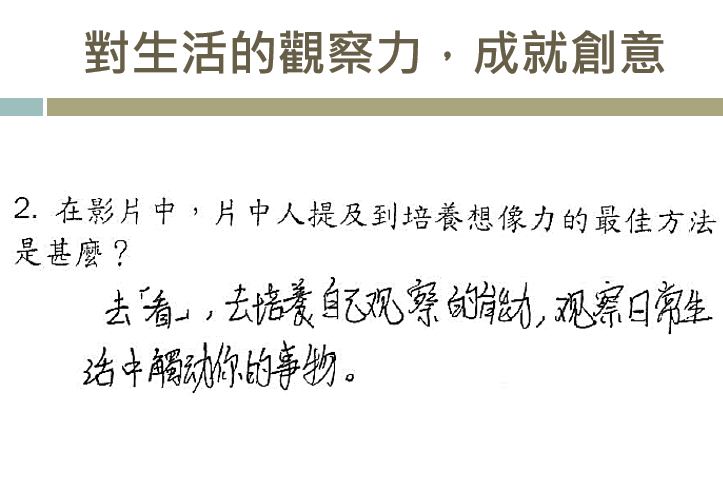 對生活的觀察力，成就創意
2. 在影片中，片中人提及到培養想像力的最佳方法
是甚麼？
去「看」，去培養自己观察的能力，观察日常生
活中觸动你的事物。